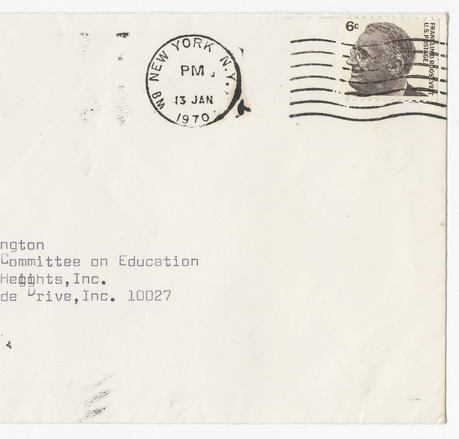 NEW YORK N.Y.
PM
13 JAN
1970
WB
6c
FRANKLIN D. ROOSEVELT
U.S. POSTAGE
ngton
Committee on Education
Heights,Inc.
de Drive,Inc. 10027